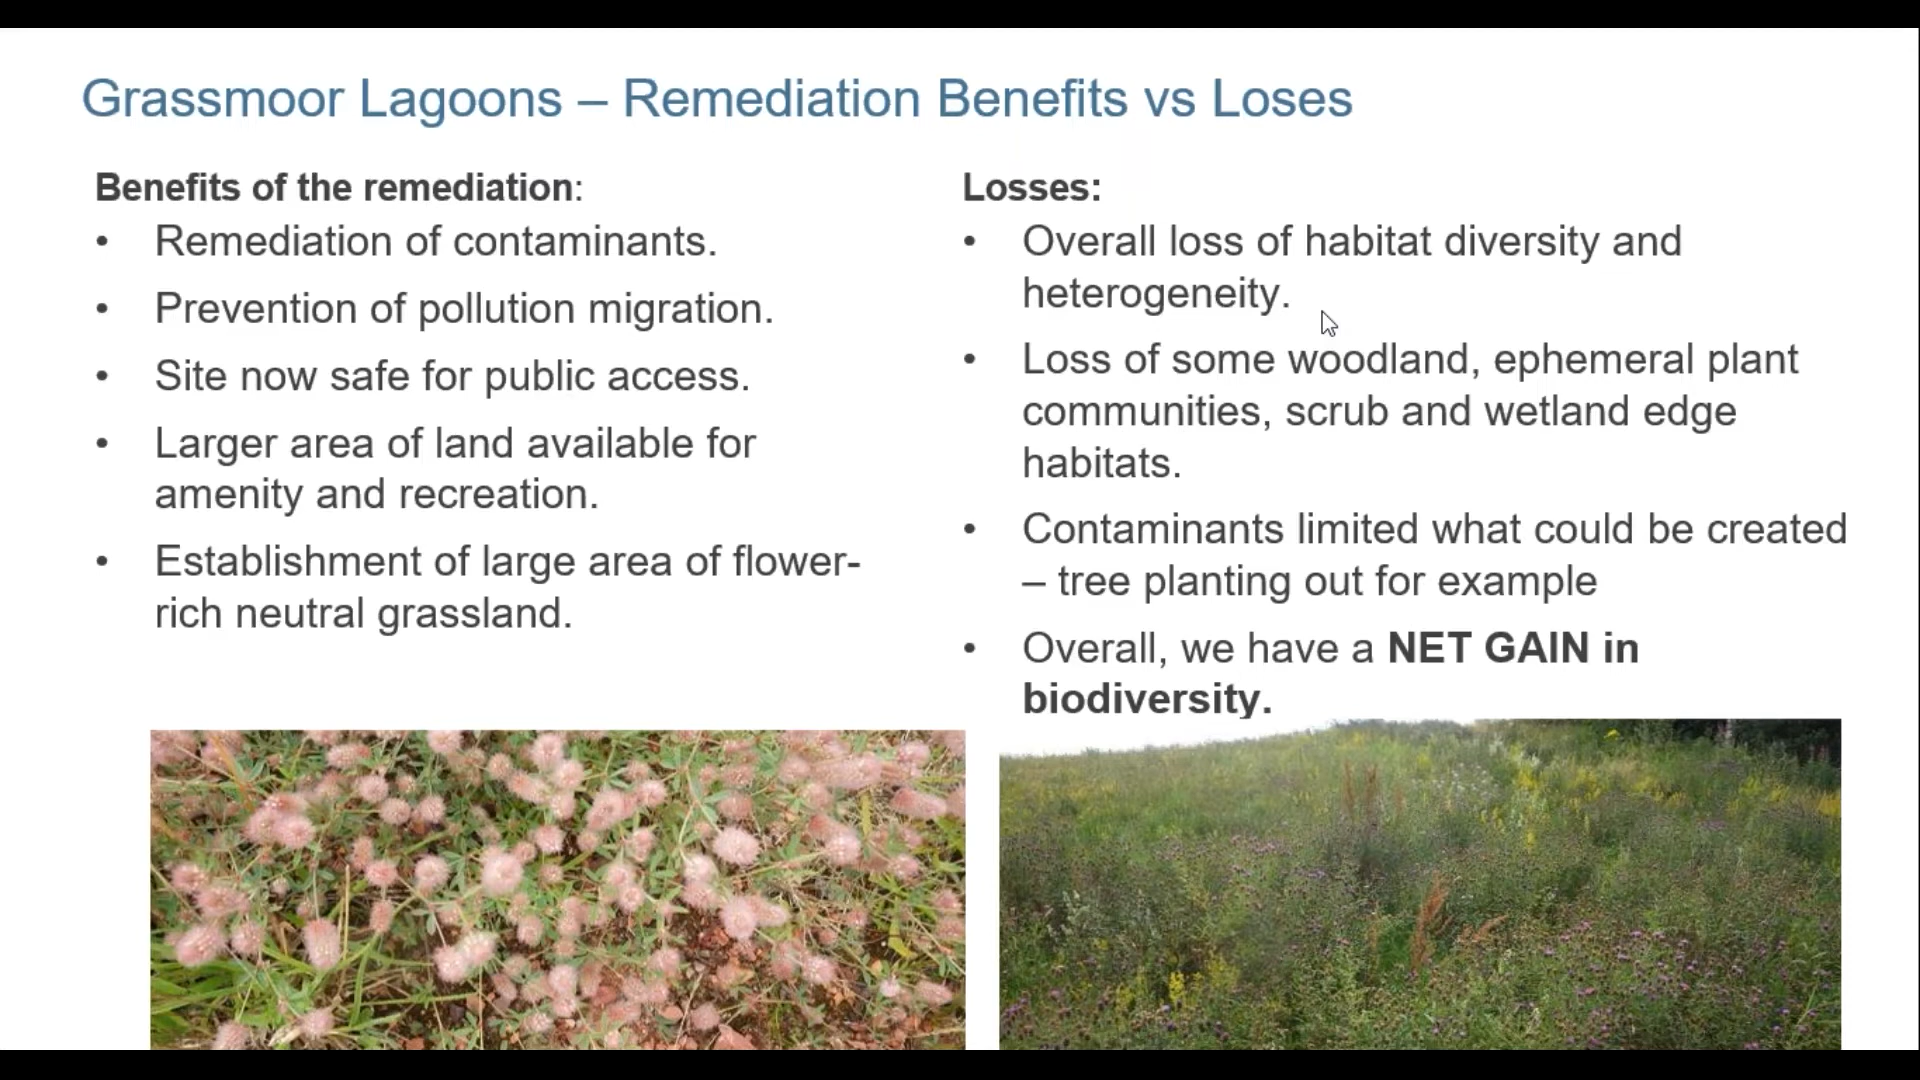 Grassmoor Lagoons – Remediation Benefits vs Loses
Benefits of the remediation:
• Remediation of contaminants.
• Prevention of pollution migration.
• Site now safe for public access.
• Larger area of land available for
amenity and recreation.
• Establishment of large area of flower-
rich neutral grassland.
Losses:
• Overall loss of habitat diversity and
heterogeneity.
• Loss of some woodland, ephemeral plant
communities, scrub and wetland edge
habitats.
• Contaminants limited what could be created
– tree planting out for example
• Overall, we have a NET GAIN in
biodiversity.